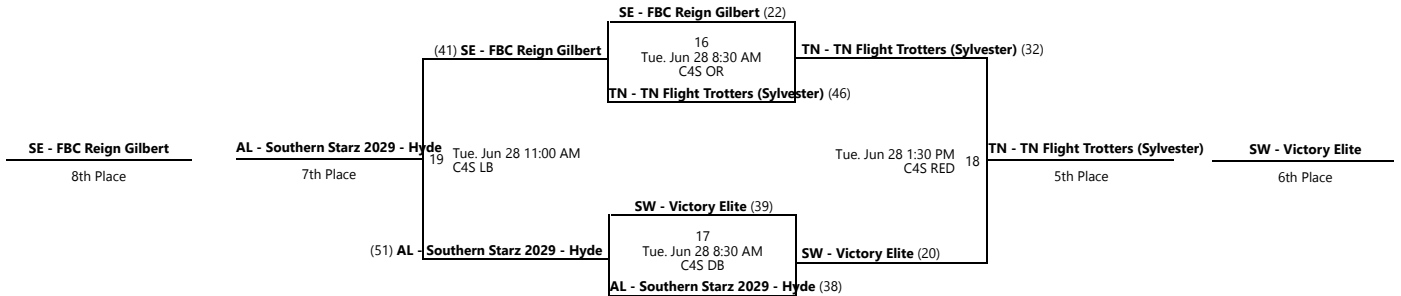 SE - FBC Reign Gilbert (22)
16
Tue. Jun 28 8:30 AM
C4S OR
(41) SE - FBC Reign Gilbert
TN - TN Flight Trotters (Sylvester) (32)
TN - TN Flight Trotters (Sylvester) (46)
SE - FBC Reign Gilbert
8th Place
AL - Southern Starz 2029 - Hyde
7th Place
19
Tue. Jun 28 11:00 AM
C4S LB
Tue. Jun 28 1:30 PM
C4S RED
18
TN - TN Flight Trotters (Sylvester)
5th Place
SW - Victory Elite
6th Place
SW - Victory Elite (39)
17
Tue. Jun 28 8:30 AM
C4S DB
(51) AL - Southern Starz 2029 - Hyde
SW - Victory Elite (20)
AL - Southern Starz 2029 - Hyde (38)